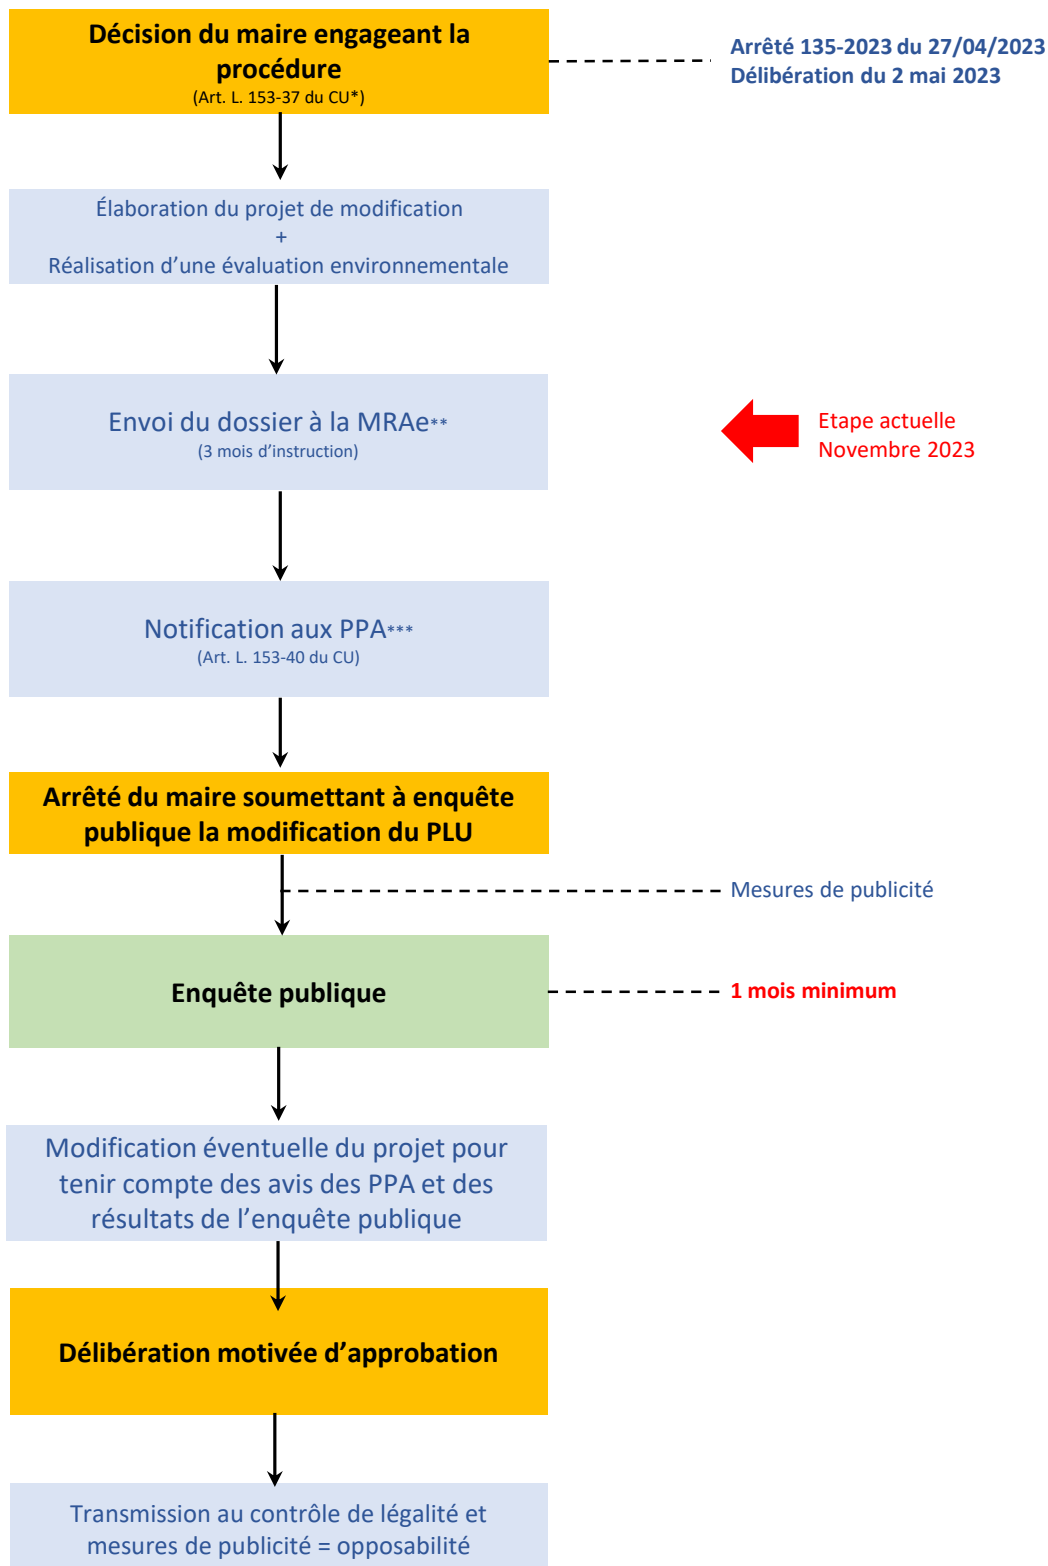 Décision du maire engageant la
procédure
(Art. L. 153-37 du CU*)
Arrêté 135-2023 du 27/04/2023
Délibération du 2 mai 2023
Élaboration du projet de modification
+
Réalisation d’une évaluation environnementale
Envoi du dossier à la MRAe**
(3 mois d’instruction)
Etape actuelle
Novembre 2023
Notification aux PPA***
(Art. L. 153-40 du CU)
Arrêté du maire soumettant à enquête
publique la modification du PLU
Mesures de publicité
Enquête publique
1 mois minimum
Modification éventuelle du projet pour
tenir compte des avis des PPA et des
résultats de l’enquête publique
Délibération motivée d’approbation
Transmission au contrôle de légalité et
mesures de publicité = opposabilité